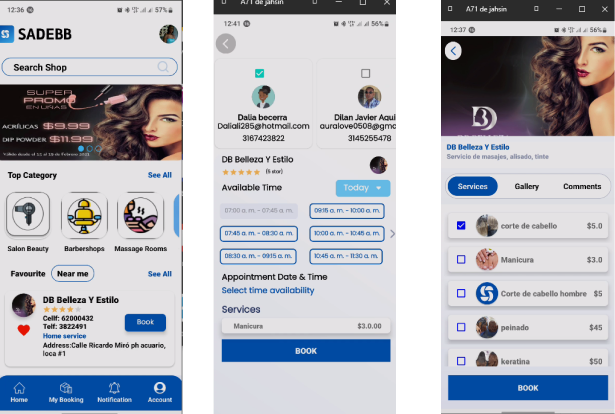 12:36
57%
SADEBB
Search Shop
SUPER
PROMO
EN UÑAS
ACRÍLICAS $9.99
DIP POWDER $11.99
Válido desde el 11 al 16 de Febrero 2021
Top Category
See All
Salon Beauty
Barbershops
Massage Rooms
Favourite
Near me
See All
DB Belleza Y Estilo
Cellf: 62000432
Telf: 3822491
Home service
Address:Calle Ricardo Miró ph acuario,
loca #1
Book
Home
My Booking
Notification
Account
A71 de jahsin
12:41
56%
Dalia becerra
Daliali285@hotmail.com
3167423822
Dilan Javier Aqui
auralove0508@gma
3145255478
DB Belleza Y Estilo
(5 star)
Available Time
Today
07:00 a. m. - 07:45 a. m.
09:15 a. m. - 10:00 a. m.
07:45 a. m. - 08:30 a. m.
10:00 a. m. - 10:45 a. m.
08:30 a. m. - 09:15 a. m.
10:45 a. m. - 11:30 a. m.
Appointment Date & Time
Select time availability
Services
Manicura
$3.0.00
BOOK
A71 de jahsin
12:37
56%
DB Belleza Y Estilo
Servicio de masajes, alisado, tinte
Services
Gallery
Comments
corte de cabello
$5.0
Manicura
$3.0
Corte de cabello hombre
$5
peinado
$45
keratina
$50
BOOK